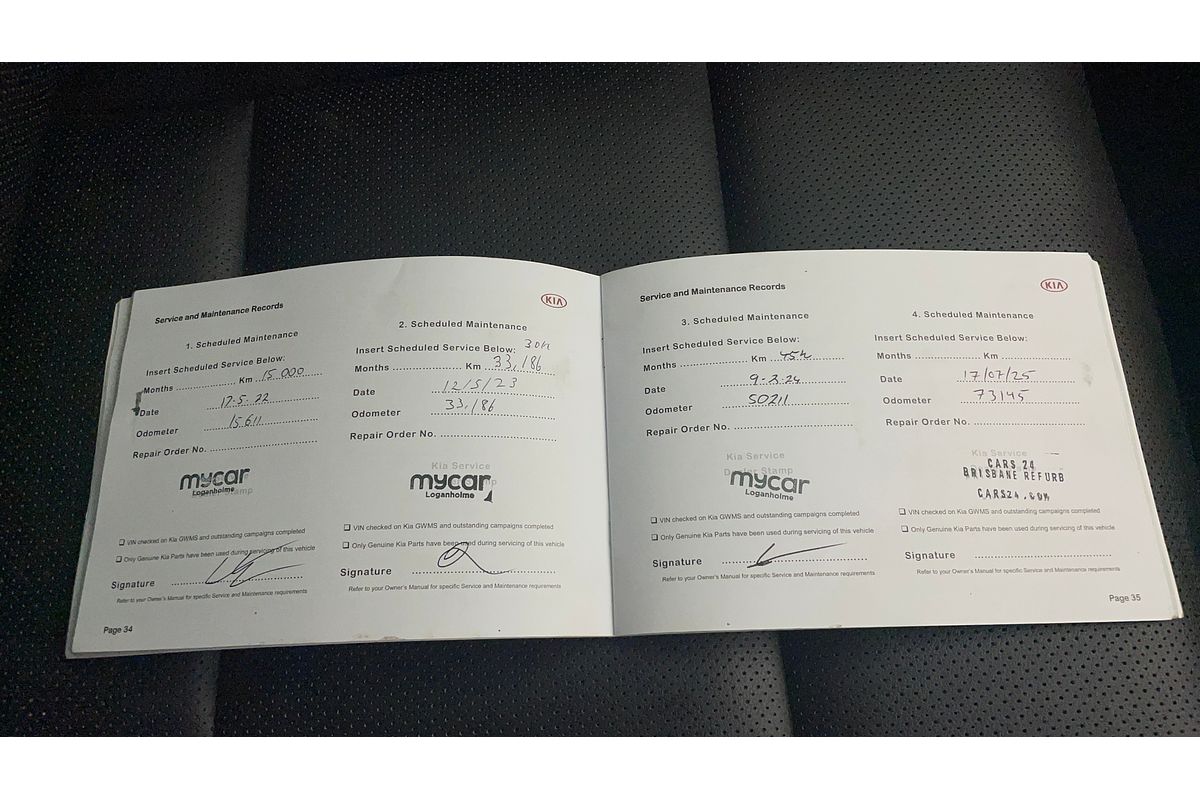 Service and Maintenance Records
1. Scheduled Maintenance
Insert Scheduled Service Below:
Months .................. Km 15 000
Date 17-5-22
Odometer 15611
Repair Order No. ..............................
mycar
Loganholme
Stamp
❑ VIN checked on Kia GWMS and outstanding campaigns completed
❑ Only Genuine Kia Parts have been used during servicing of this vehicle
Signature ..............................
Refer to your Owner's Manual for specific Service and Maintenance requirements
Page 34
KIA
2. Scheduled Maintenance
Insert Scheduled Service Below: 30k
Months .................. Km 33,186
Date 12/5/23
Odometer 33,186
Repair Order No. ..............................
Kia Service
mycar
Loganholme
❑ VIN checked on Kia GWMS and outstanding campaigns completed
❑ Only Genuine Kia Parts have been used during servicing of this vehicle
Signature ..............................
Refer to your Owner's Manual for specific Service and Maintenance requirements
Service and Maintenance Records
3. Scheduled Maintenance
Insert Scheduled Service Below:
Months .................. Km 45k
Date 9-2-24
Odometer 50211
Repair Order No. ..............................
Kia Service
Stamp
mycar
Loganholme
❑ VIN checked on Kia GWMS and outstanding campaigns completed
❑ Only Genuine Kia Parts have been used during servicing of this vehicle
Signature ..............................
Refer to your Owner's Manual for specific Service and Maintenance requirements
KIA
4. Scheduled Maintenance
Insert Scheduled Service Below:
Months .................. Km ..................
Date 17/07/25
Odometer 73145
Repair Order No. ..............................
Kia Service
CARS 24
BRISBANE REFURB
CARS24.COM
❑ VIN checked on Kia GWMS and outstanding campaigns completed
❑ Only Genuine Kia Parts have been used during servicing of this vehicle
Signature ..............................
Refer to your Owner's Manual for specific Service and Maintenance requirements
Page 35